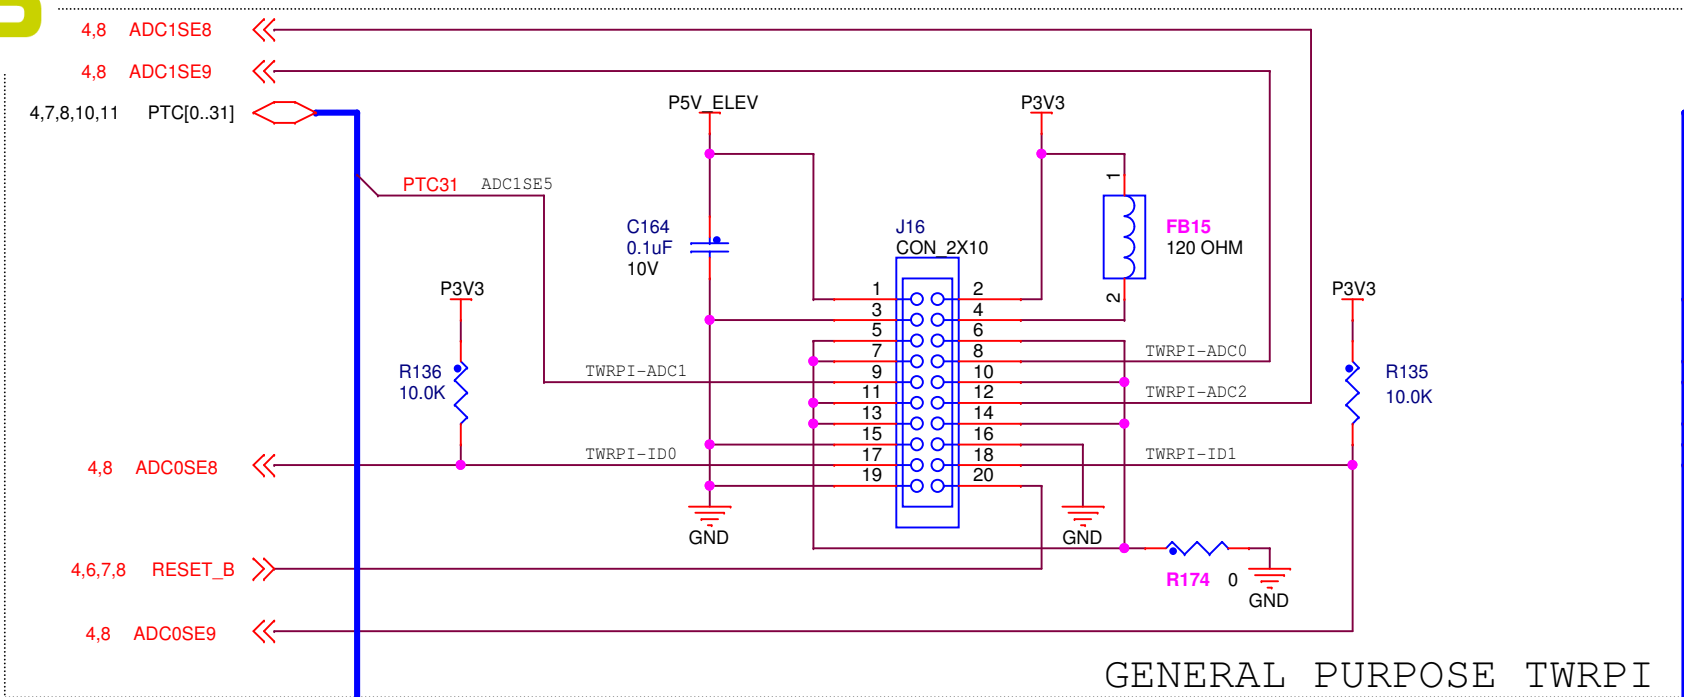 4,8 ADC1SE8
4,8 ADC1SE9
4,7,8,10,11 PTC[0..31]
P5V_ELEV
P3V3
PTC31 ADC1SE5
1
C164
0.1uF
10V
J16
CON_2X10
FB15
120 OHM
2
P3V3
P3V3
1 2
3 4
5 6
7 8 TWRPI-ADC0
R136
10.0K
TWRPI-ADC1 9 10
R135
10.0K
11 12 TWRPI-ADC2
13 14
15 16
4,8 ADC0SE8 TWRPI-ID0 17 18 TWRPI-ID1
19 20
GND
GND
4,6,7,8 RESET_B
R174 0
GND
4,8 ADC0SE9
GENERAL PURPOSE TWRPI